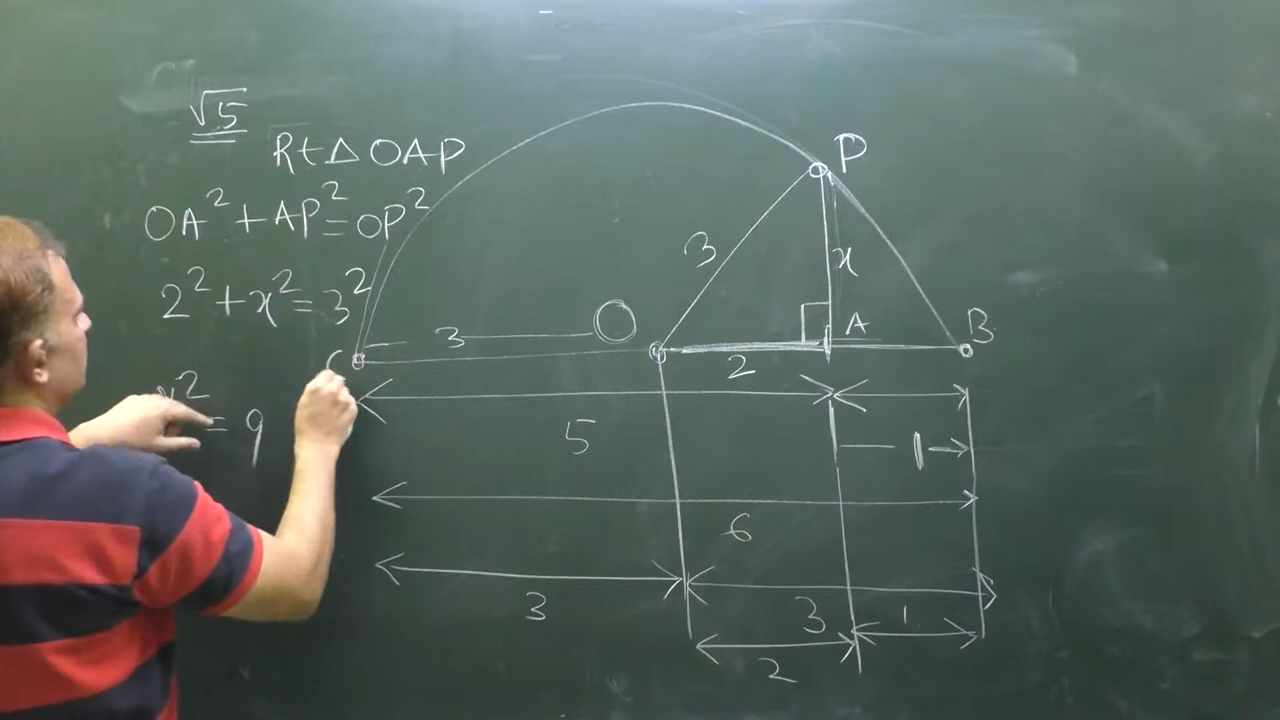 √5
Rt △ OAP
OA² + AP² = OP²
2² + x² = 3²
x² = 9
P
3
x
3
O
A
B
C
2
5
1
6
3
3
1
2